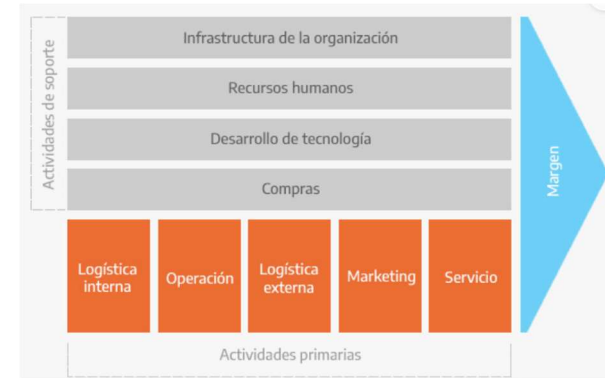 Actividades de soporte
Infrastructura de la organización
Recursos humanos
Desarrollo de tecnología
Compras
Logística
interna
Operación
Logística
externa
Marketing
Servicio
Margen
Actividades primarias